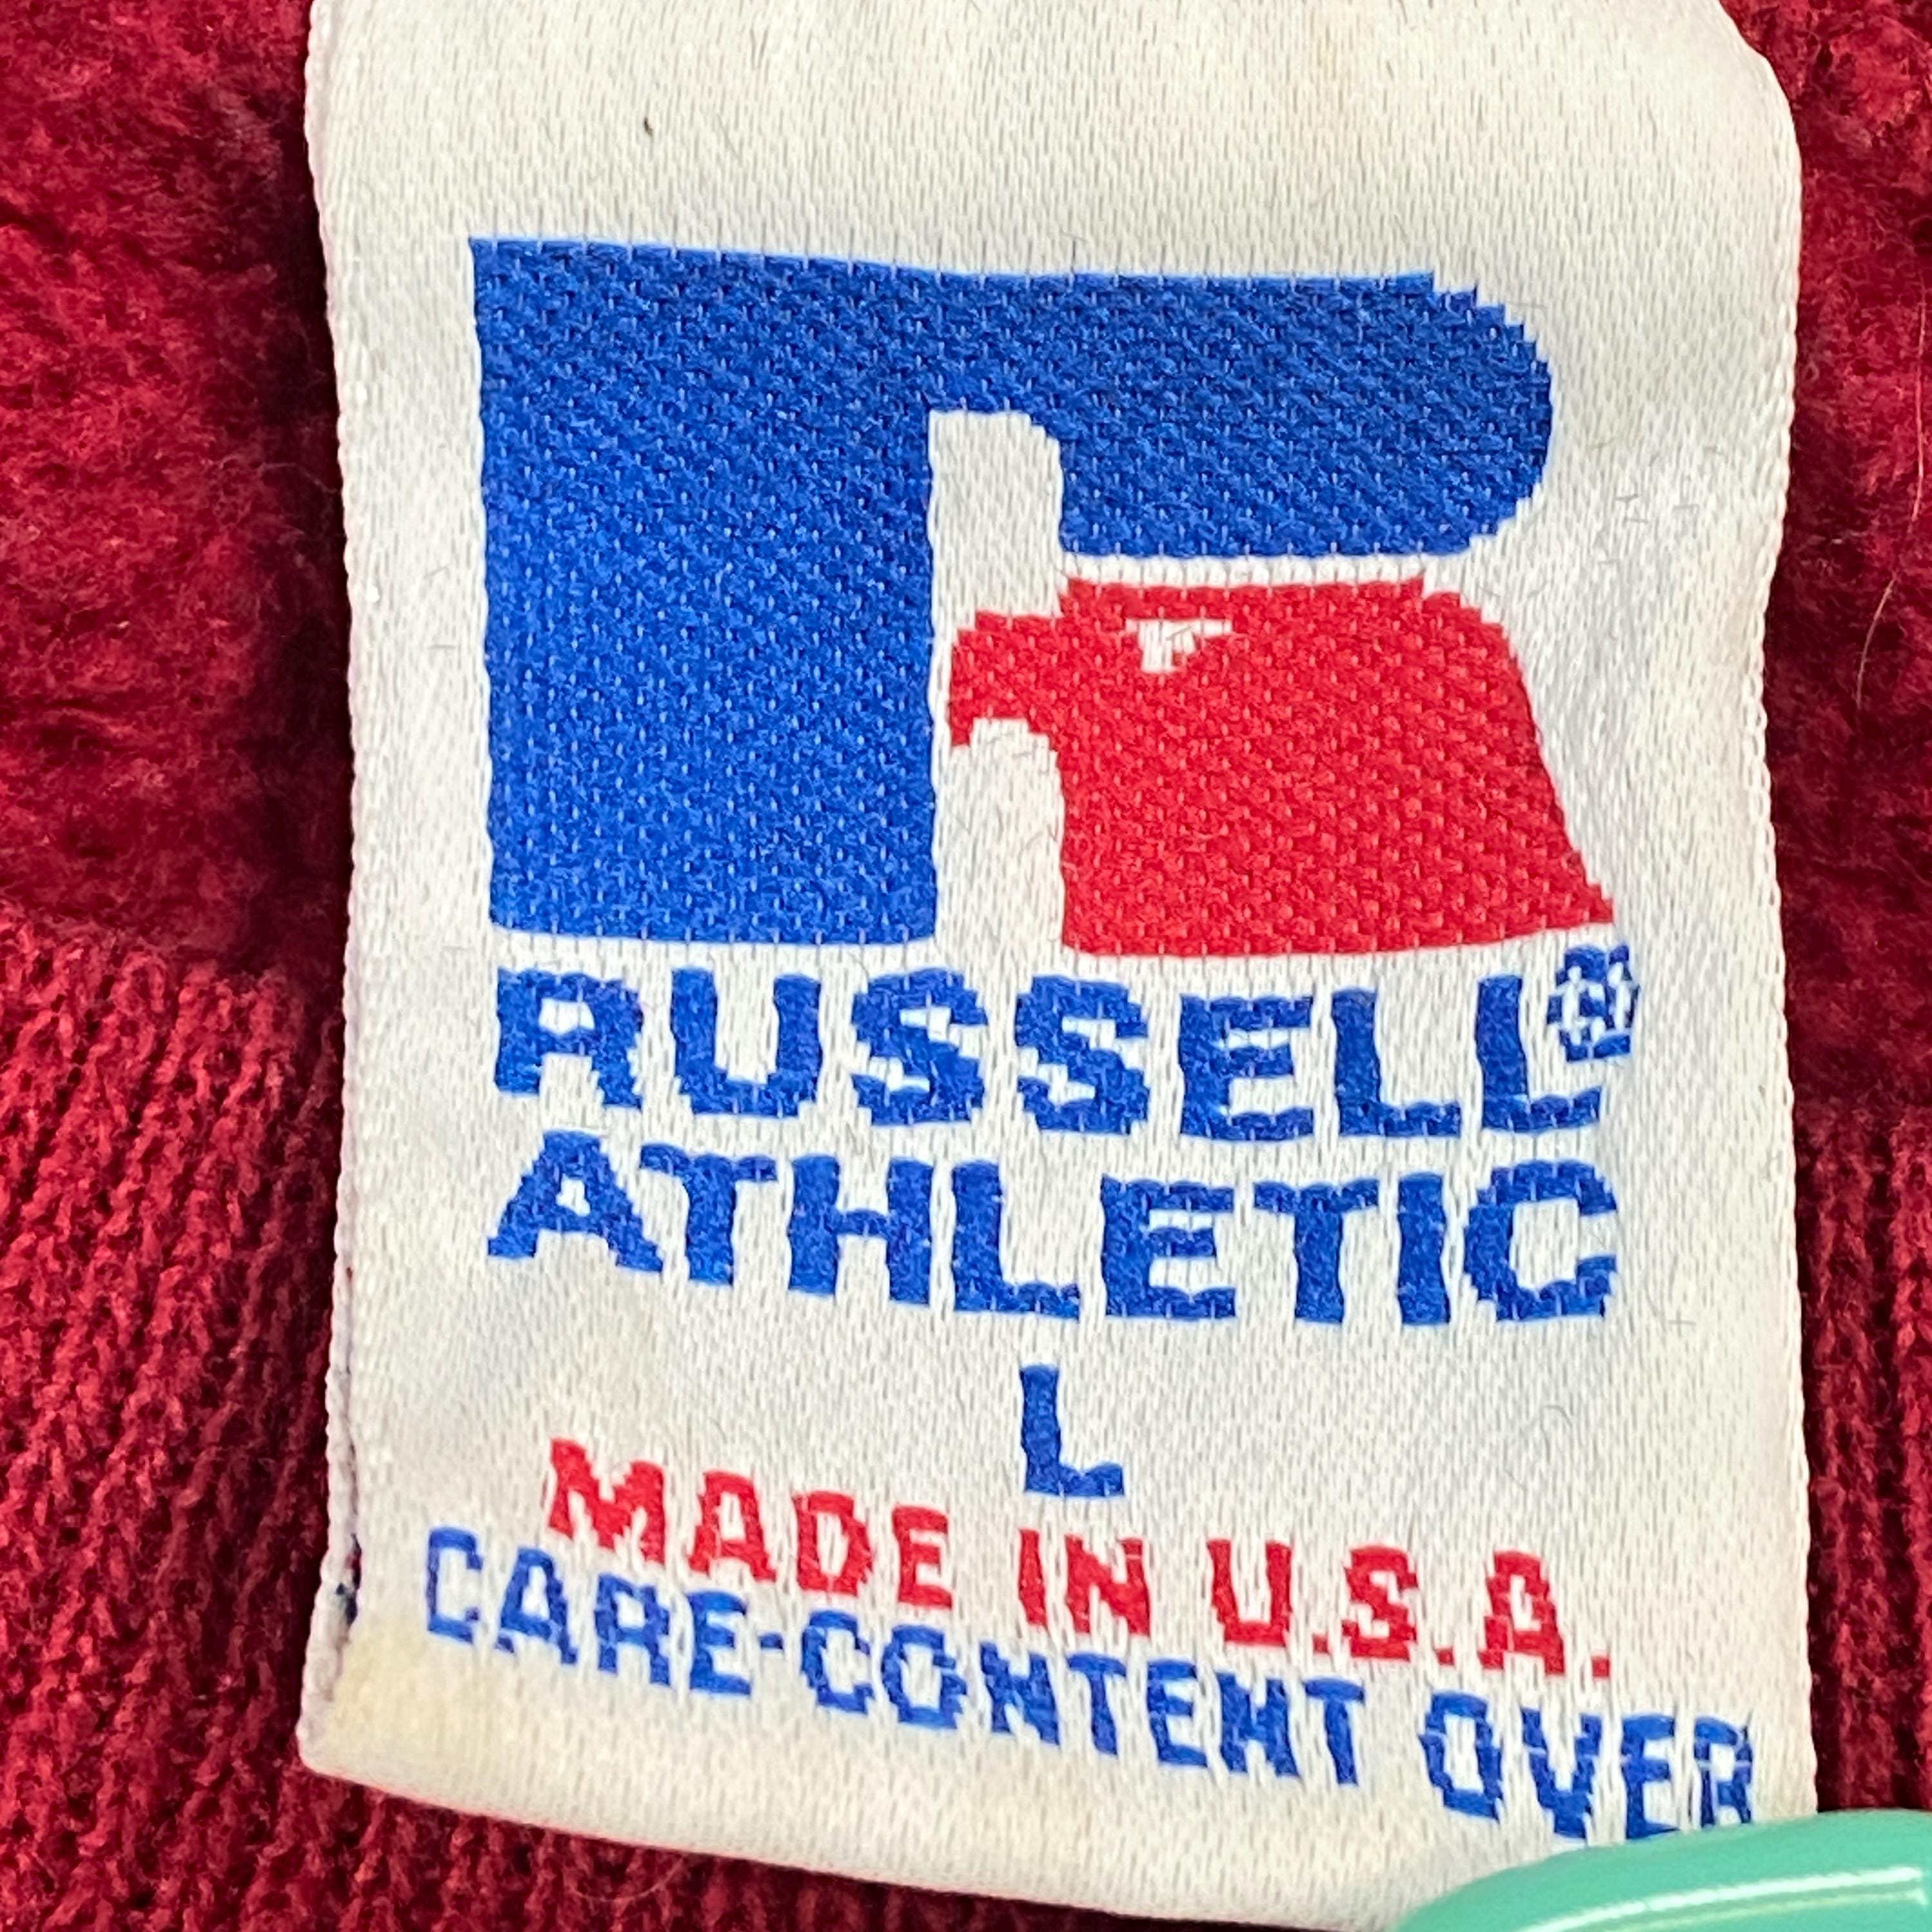 RUSSELL®
ATHLETIC
L
MADE IN U.S.A.
CARE-CONTENT OVER